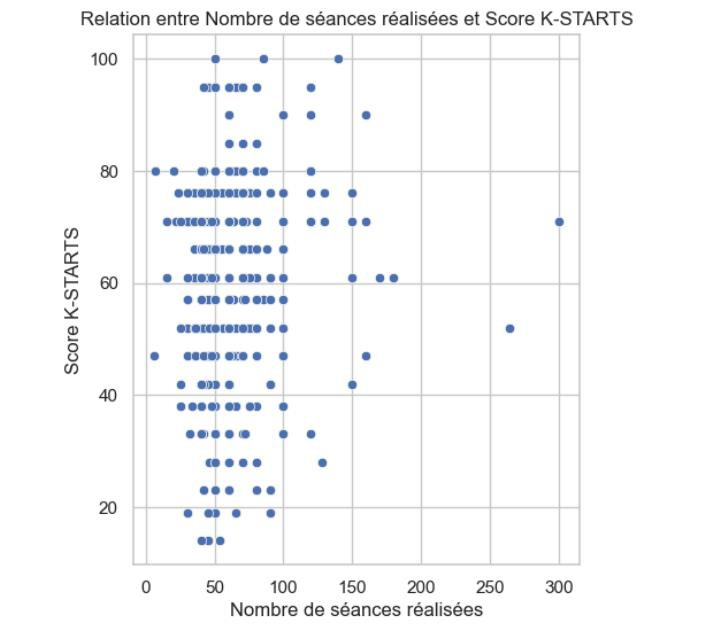 Relation entre Nombre de séances réalisées et Score K-STARTS
100
80
60
40
20
Score K-STARTS
0 50 100 150 200 250 300
Nombre de séances réalisées